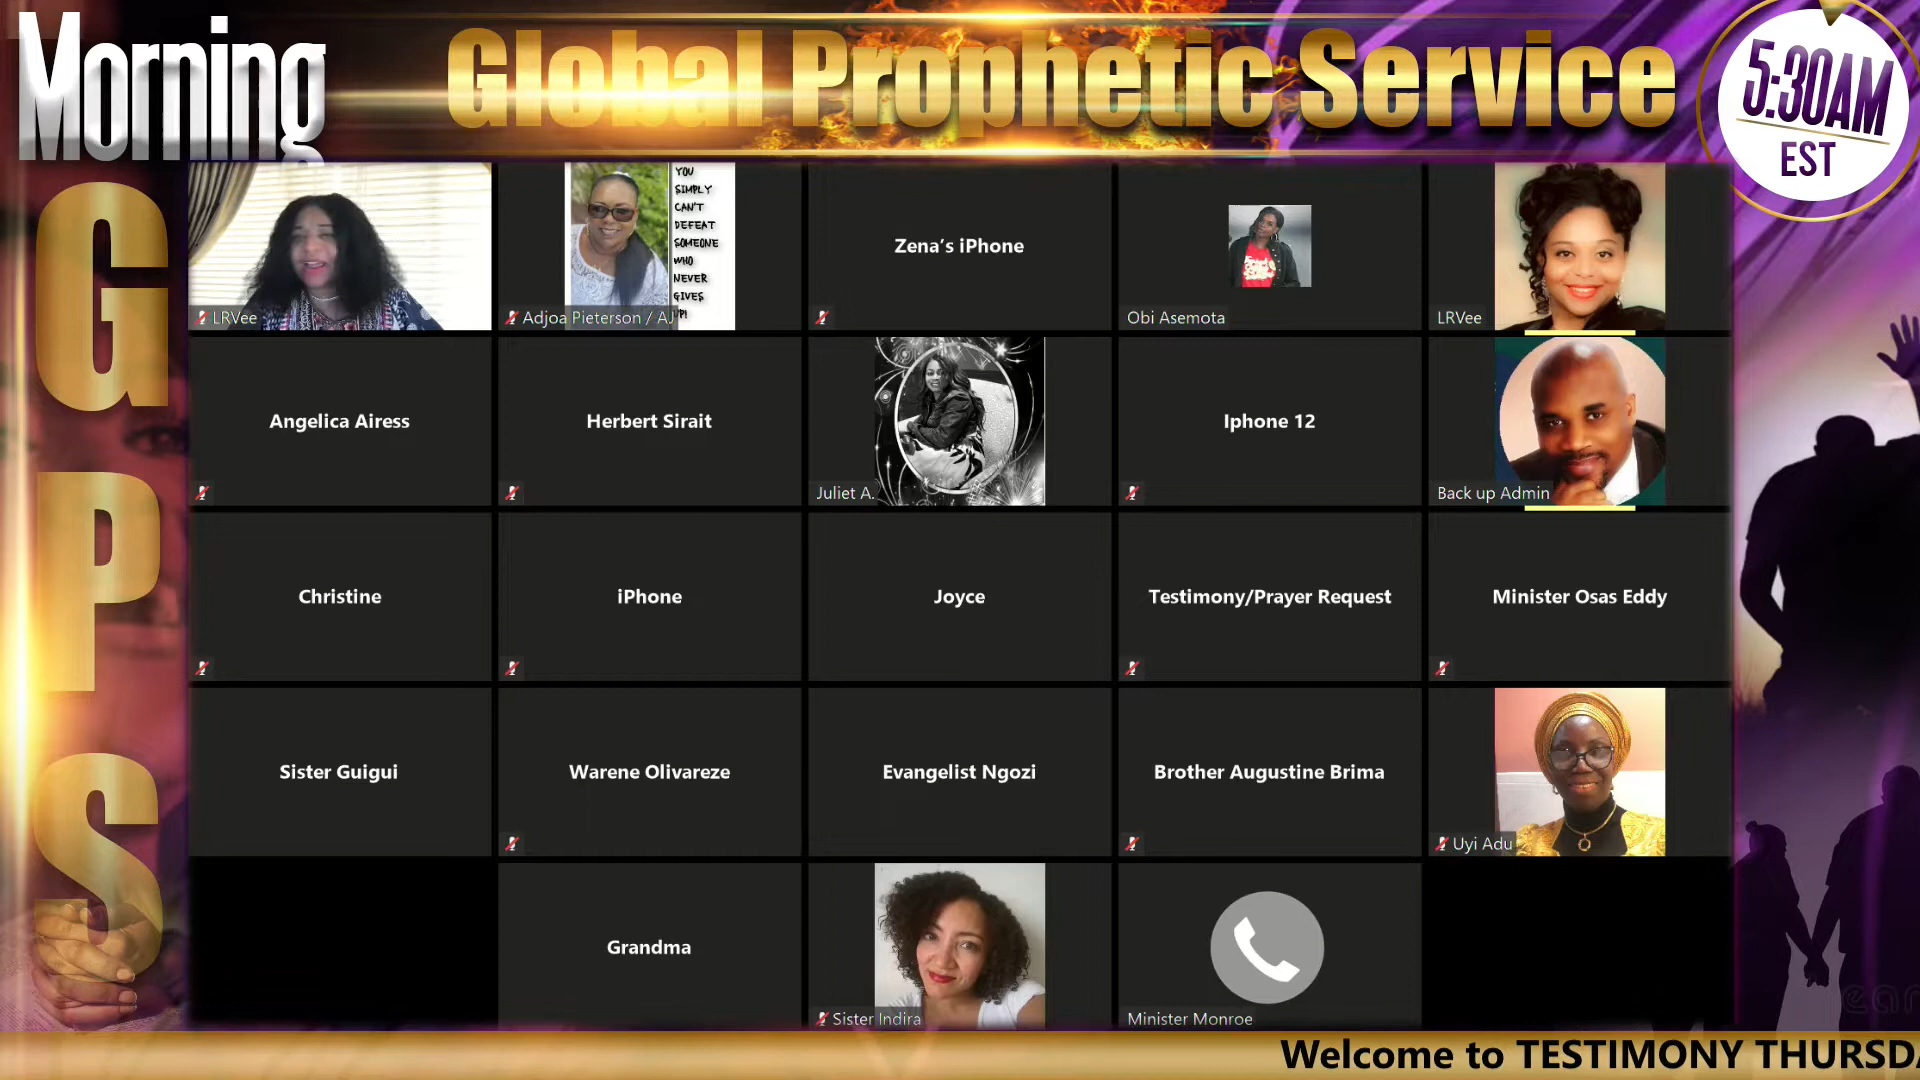 Morning
Global Prophetic Service
5:30AM
EST
G
P
S
YOU
SIMPLY
CAN'T
DEFEAT
SOMEONE
WHO
NEVER
GIVES
UP!
LRVee
Adjoa Pieterson / AJ
Zena's iPhone
Obi Asemota
LRVee
Angelica Airess
Herbert Sirait
Juliet A.
Iphone 12
Back up Admin
Christine
iPhone
Joyce
Testimony/Prayer Request
Minister Osas Eddy
Sister Guigui
Warene Olivareze
Evangelist Ngozi
Brother Augustine Brima
Uyi Adu
Grandma
Sister Indira
Minister Monroe
Welcome to TESTIMONY THURSDA